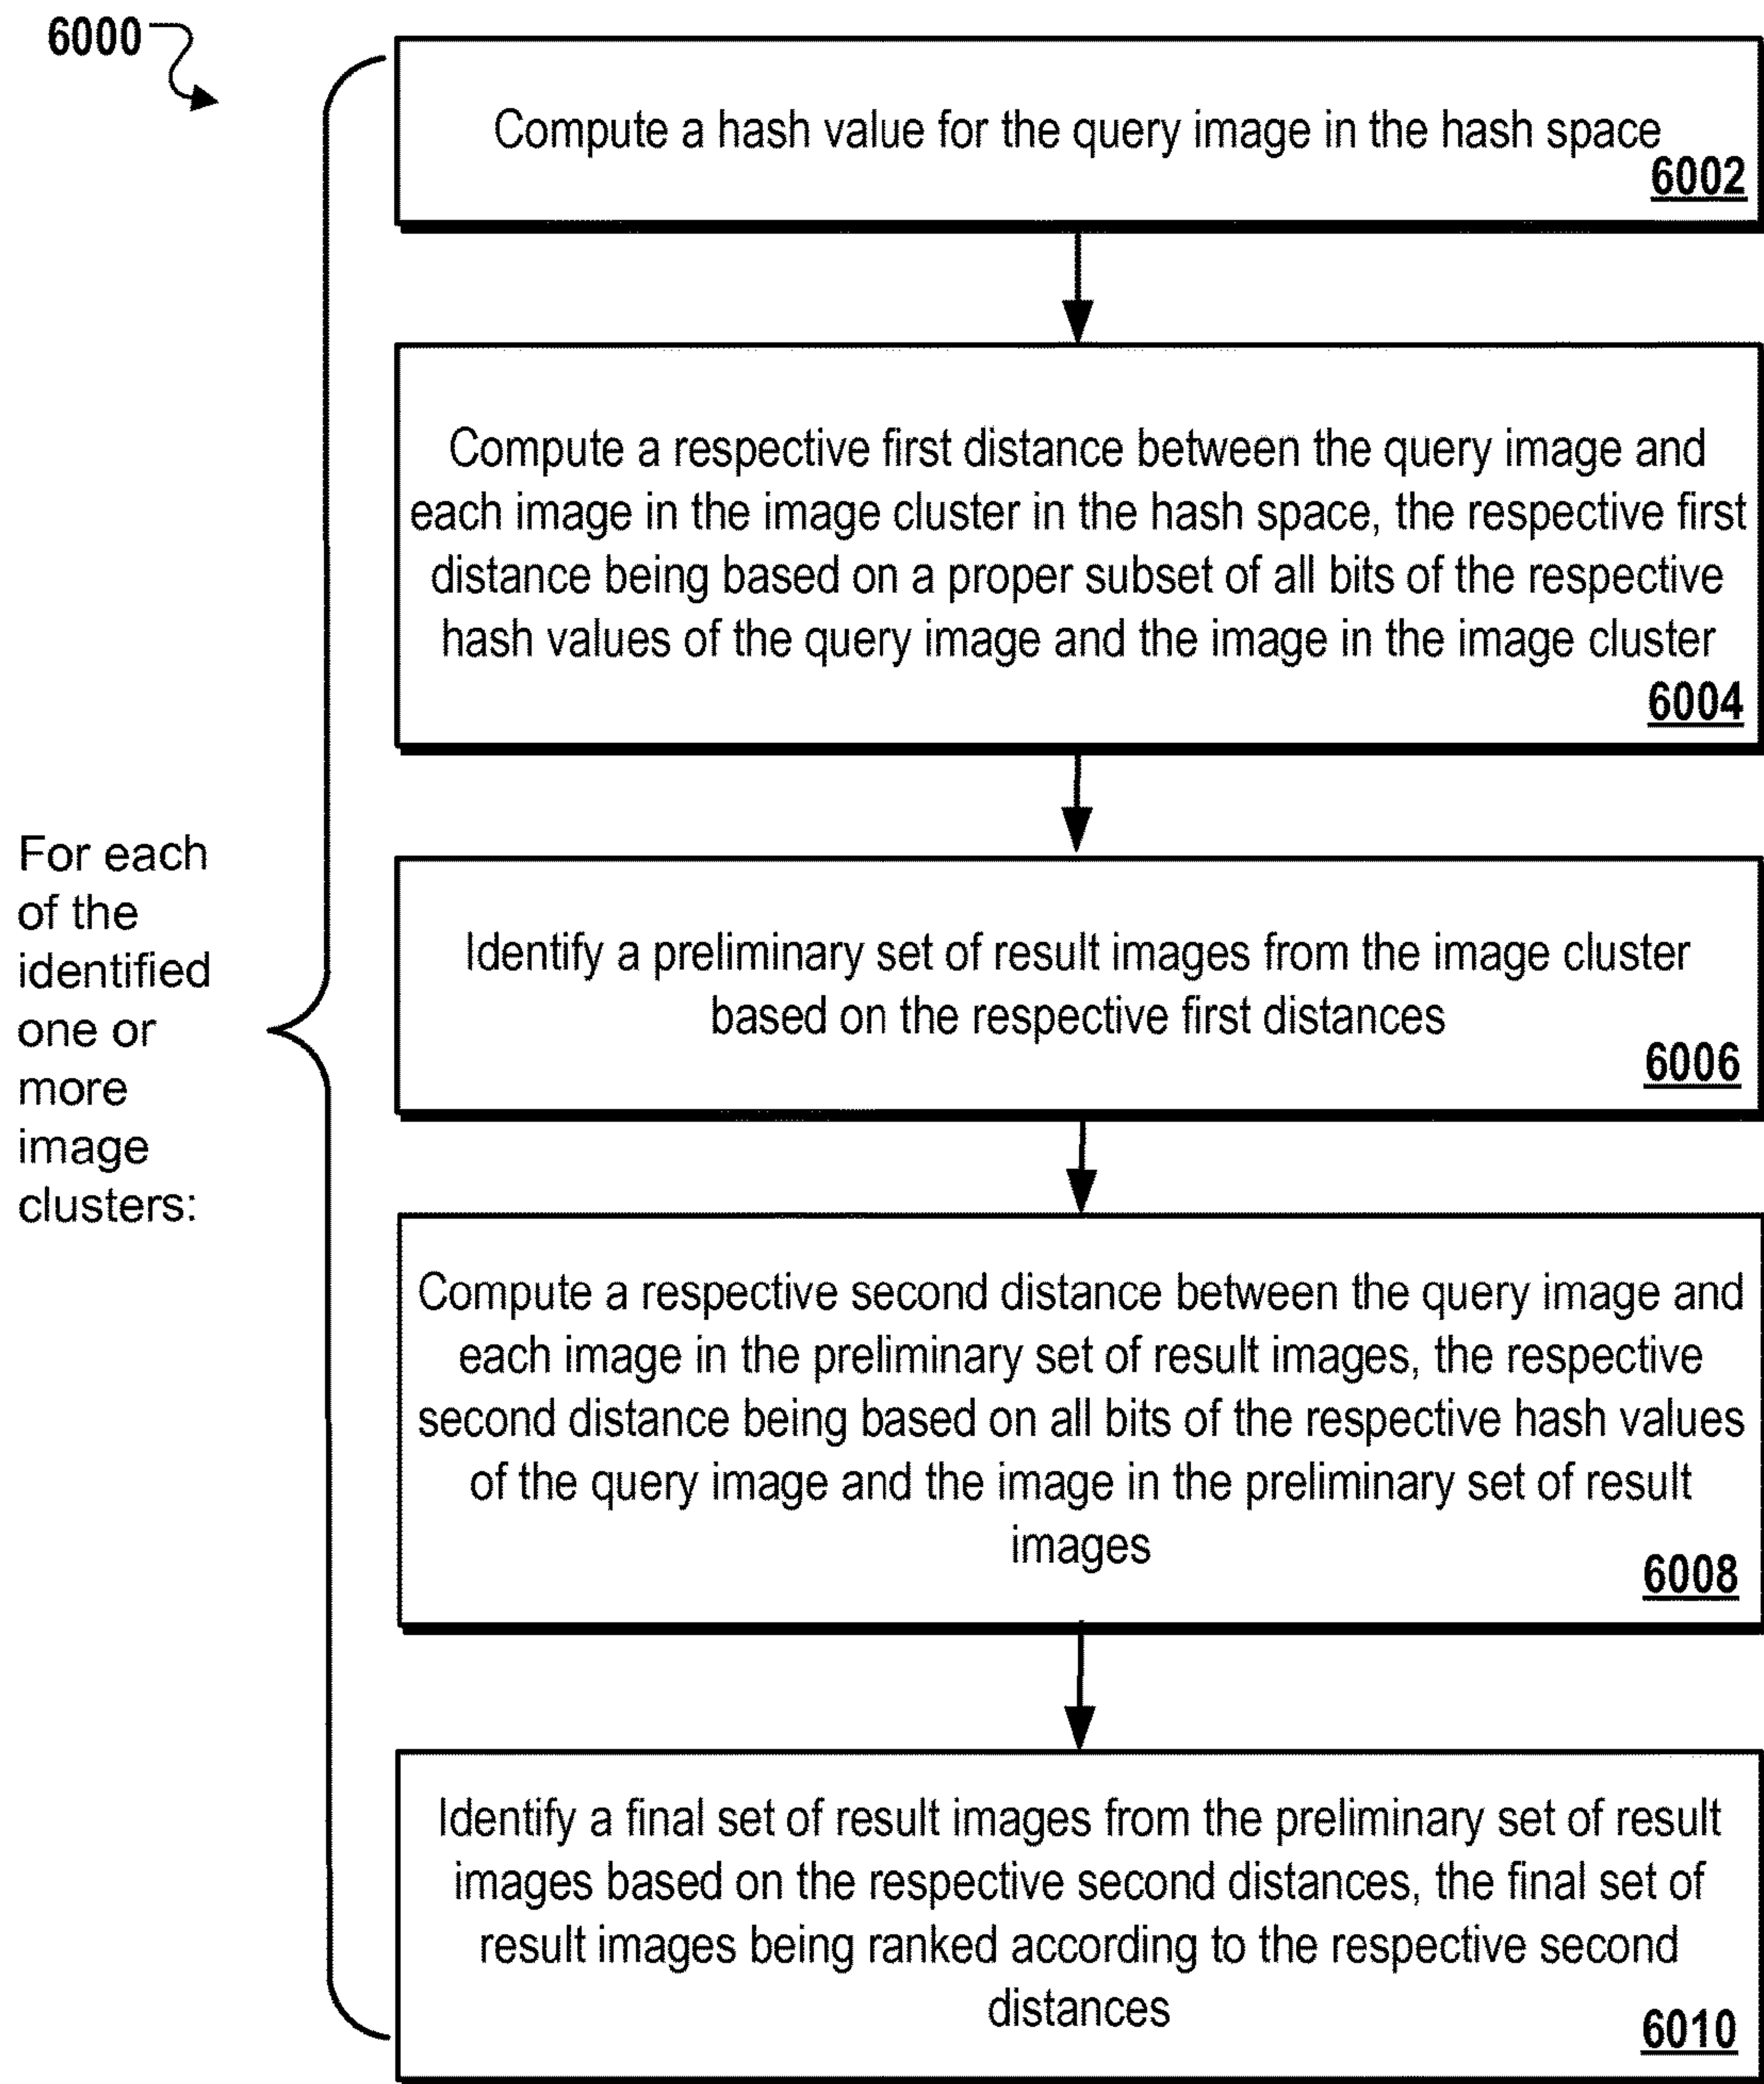 6000
Compute a hash value for the query image in the hash space
6002
Compute a respective first distance between the query image and
each image in the image cluster in the hash space, the respective first
distance being based on a proper subset of all bits of the respective
hash values of the query image and the image in the image cluster
6004
For each
of the
identified
one or
more
image
clusters:
Identify a preliminary set of result images from the image cluster
based on the respective first distances
6006
Compute a respective second distance between the query image and
each image in the preliminary set of result images, the respective
second distance being based on all bits of the respective hash values
of the query image and the image in the preliminary set of result
images
6008
Identify a final set of result images from the preliminary set of result
images based on the respective second distances, the final set of
result images being ranked according to the respective second
distances
6010